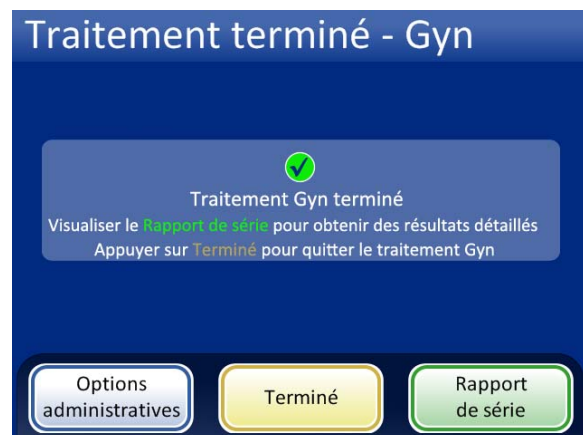 Traitement terminé - Gyn
Traitement Gyn terminé
Visualiser le Rapport de série pour obtenir des résultats détaillés
Appuyer sur Terminé pour quitter le traitement Gyn
Options
administratives
Terminé
Rapport
de série